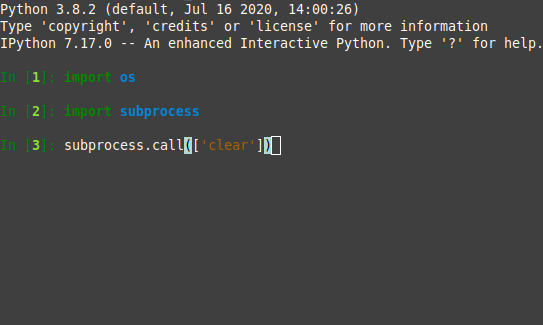 Python 3.8.2 (default, Jul 16 2020, 14:00:26)
Type 'copyright', 'credits' or 'license' for more information
IPython 7.17.0 -- An enhanced Interactive Python. Type '?' for help.
In [1]: import os
In [2]: import subprocess
In [3]: subprocess.call(['clear'])